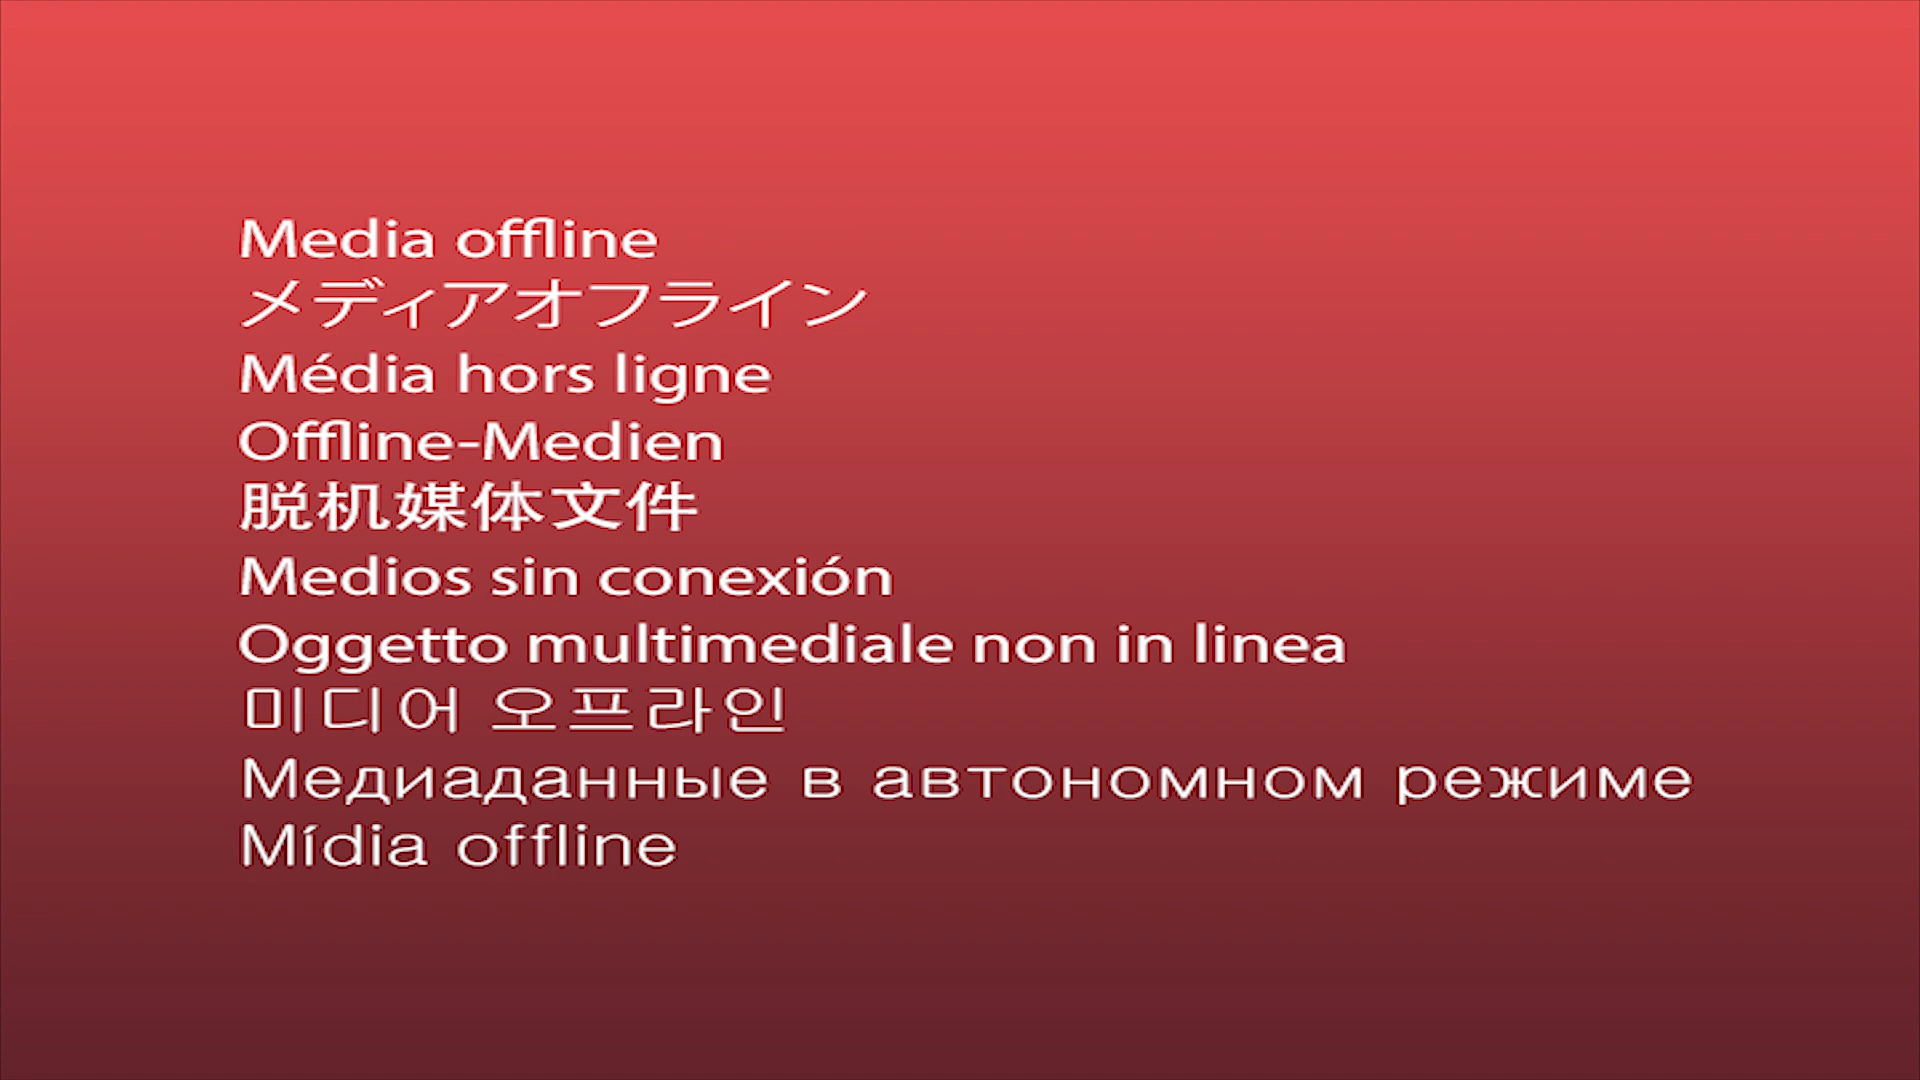 Media offline
メディアオフライン
Média hors ligne
Offline-Medien
脱机媒体文件
Medios sin conexión
Oggetto multimediale non in linea
미디어 오프라인
Медиаданные в автономном режиме
Mídia offline